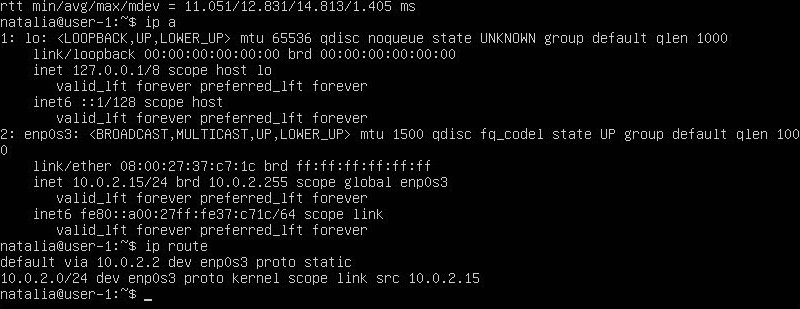 rtt min/avg/max/mdev = 11.051/12.831/14.813/1.405 ms
natalia@user-1:~$ ip a
1: lo: <LOOPBACK,UP,LOWER_UP> mtu 65536 qdisc noqueue state UNKNOWN group default qlen 1000
    link/loopback 00:00:00:00:00:00 brd 00:00:00:00:00:00
    inet 127.0.0.1/8 scope host lo
       valid_lft forever preferred_lft forever
    inet6 ::1/128 scope host
       valid_lft forever preferred_lft forever
2: enp0s3: <BROADCAST,MULTICAST,UP,LOWER_UP> mtu 1500 qdisc fq_codel state UP group default qlen 100
0
    link/ether 08:00:27:37:c7:1c brd ff:ff:ff:ff:ff:ff
    inet 10.0.2.15/24 brd 10.0.2.255 scope global enp0s3
       valid_lft forever preferred_lft forever
    inet6 fe80::a00:27ff:fe37:c71c/64 scope link
       valid_lft forever preferred_lft forever
natalia@user-1:~$ ip route
default via 10.0.2.2 dev enp0s3 proto static
10.0.2.0/24 dev enp0s3 proto kernel scope link src 10.0.2.15
natalia@user-1:~$ _